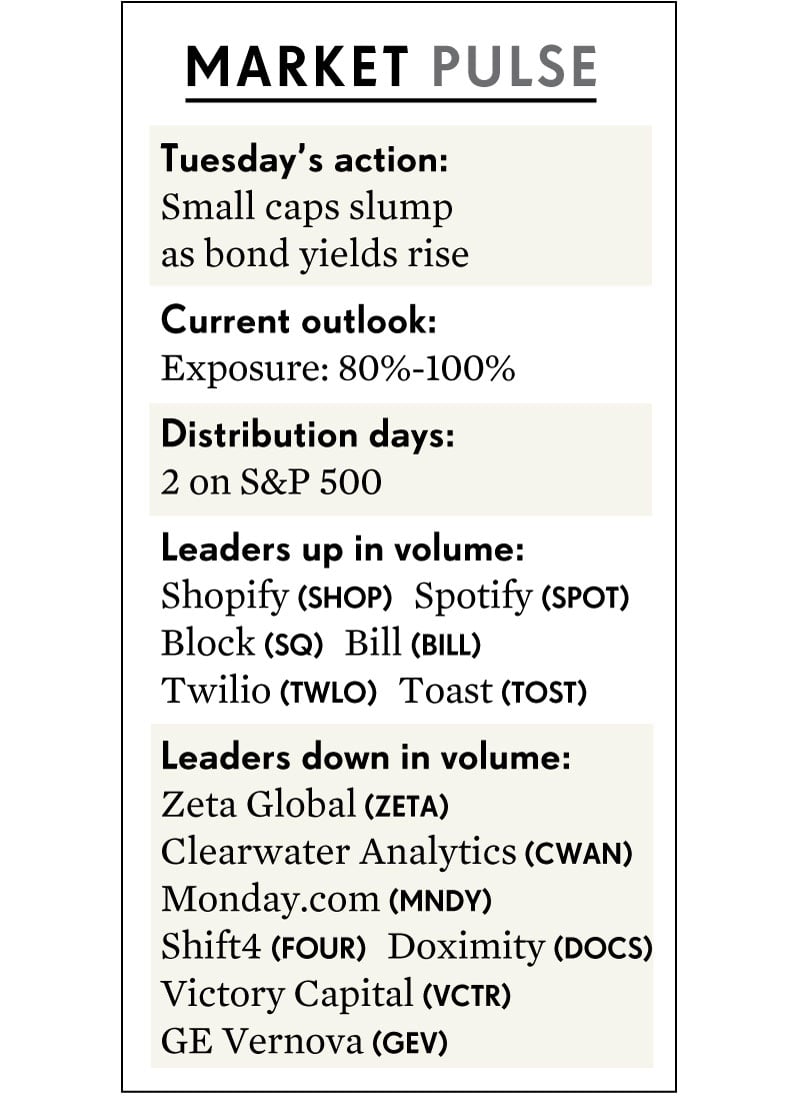 MARKET PULSE
Tuesday's action:
Small caps slump
as bond yields rise
Current outlook:
Exposure: 80%-100%
Distribution days:
2 on S&P 500
Leaders up in volume:
Shopify (SHOP) Spotify (SPOT)
Block (SQ) Bill (BILL)
Twilio (TWLO) Toast (TOST)
Leaders down in volume:
Zeta Global (ZETA)
Clearwater Analytics (CWAN)
Monday.com (MNDY)
Shift4 (FOUR) Doximity (DOCS)
Victory Capital (VCTR)
GE Vernova (GEV)